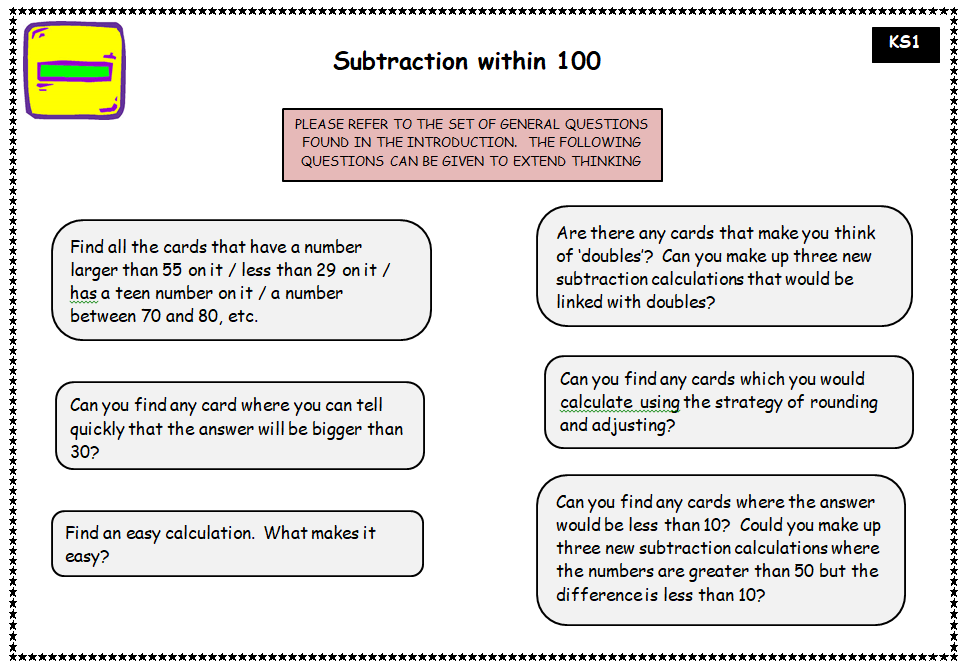 KS1
Subtraction within 100
PLEASE REFER TO THE SET OF GENERAL QUESTIONS
FOUND IN THE INTRODUCTION.  THE FOLLOWING
QUESTIONS CAN BE GIVEN TO EXTEND THINKING
Find all the cards that have a number
larger than 55 on it / less than 29 on it /
has a teen number on it / a number
between 70 and 80, etc.
Can you find any card where you can tell
quickly that the answer will be bigger than
30?
Find an easy calculation.  What makes it
easy?
Are there any cards that make you think
of ‘doubles’?  Can you make up three new
subtraction calculations that would be
linked with doubles?
Can you find any cards which you would
calculate  using the strategy of rounding
and adjusting?
Can you find any cards where the answer
would be less than 10?  Could you make up
three new subtraction calculations where
the numbers are greater than 50 but the
difference is less than 10?